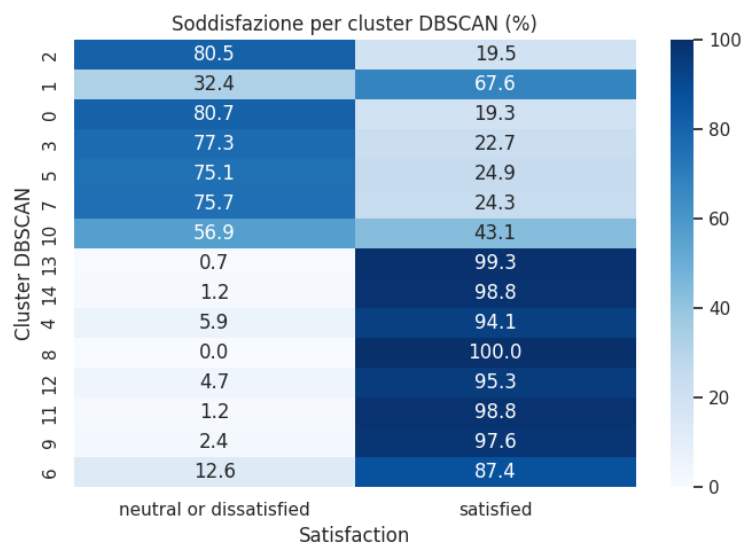 Soddisfazione per cluster DBSCAN (%)
Cluster DBSCAN
2 80.5 19.5
1 32.4 67.6
0 80.7 19.3
3 77.3 22.7
5 75.1 24.9
7 75.7 24.3
10 56.9 43.1
13 0.7 99.3
14 1.2 98.8
4 5.9 94.1
8 0.0 100.0
12 4.7 95.3
11 1.2 98.8
9 2.4 97.6
6 12.6 87.4
neutral or dissatisfied satisfied
Satisfaction
100
80
60
40
20
0